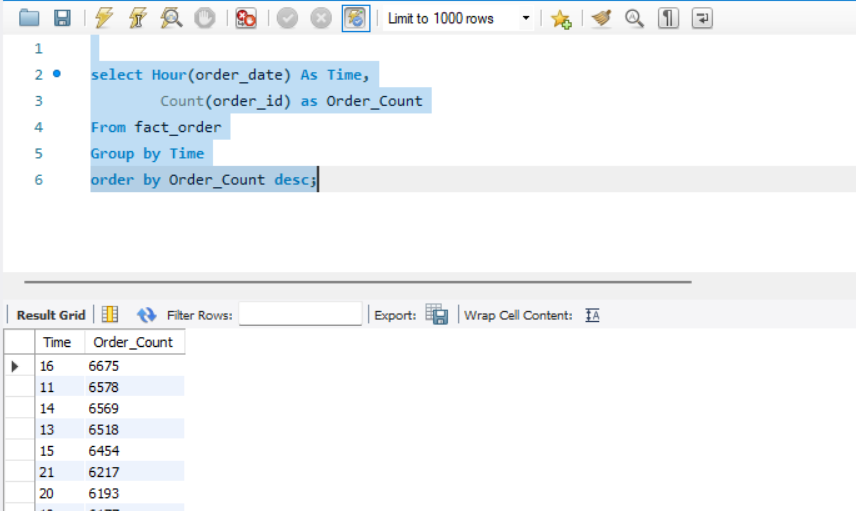 Limit to 1000 rows
1
2 select Hour(order_date) As Time,
3 Count(order_id) as Order_Count
4 From fact_order
5 Group by Time
6 order by Order_Count desc;
Result Grid Filter Rows: Export: Wrap Cell Content: IA
Time Order_Count
16 6675
11 6578
14 6569
13 6518
15 6454
21 6217
20 6193